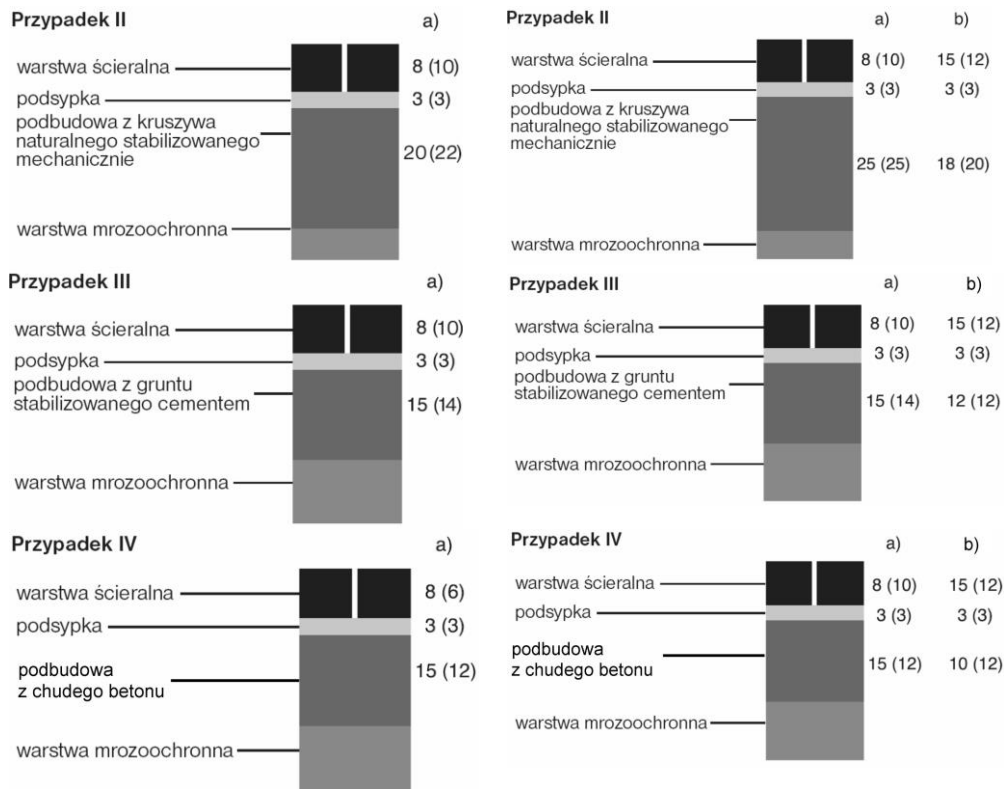 Przypadek II
a)
warstwa ścieralna
8 (10)
podsypka
3 (3)
podbudowa z kruszywa
naturalnego stabilizowanego
mechanicznie
20 (22)
warstwa mrozoochronna
Przypadek II
a) b)
warstwa ścieralna
8 (10) 15 (12)
podsypka
3 (3) 3 (3)
podbudowa z kruszywa
naturalnego stabilizowanego
mechanicznie
25 (25) 18 (20)
warstwa mrozoochronna
Przypadek III
a)
warstwa ścieralna
8 (10)
podsypka
3 (3)
podbudowa z gruntu
stabilizowanego cementem
15 (14)
warstwa mrozoochronna
Przypadek III
a) b)
warstwa ścieralna
8 (10) 15 (12)
podsypka
3 (3) 3 (3)
podbudowa z gruntu
stabilizowanego cementem
15 (14) 12 (12)
warstwa mrozoochronna
Przypadek IV
a)
warstwa ścieralna
8 (6)
podsypka
3 (3)
podbudowa
z chudego betonu
15 (12)
warstwa mrozoochronna
Przypadek IV
a) b)
warstwa ścieralna
8 (10) 15 (12)
podsypka
3 (3) 3 (3)
podbudowa
z chudego betonu
15 (12) 10 (12)
warstwa mrozoochronna